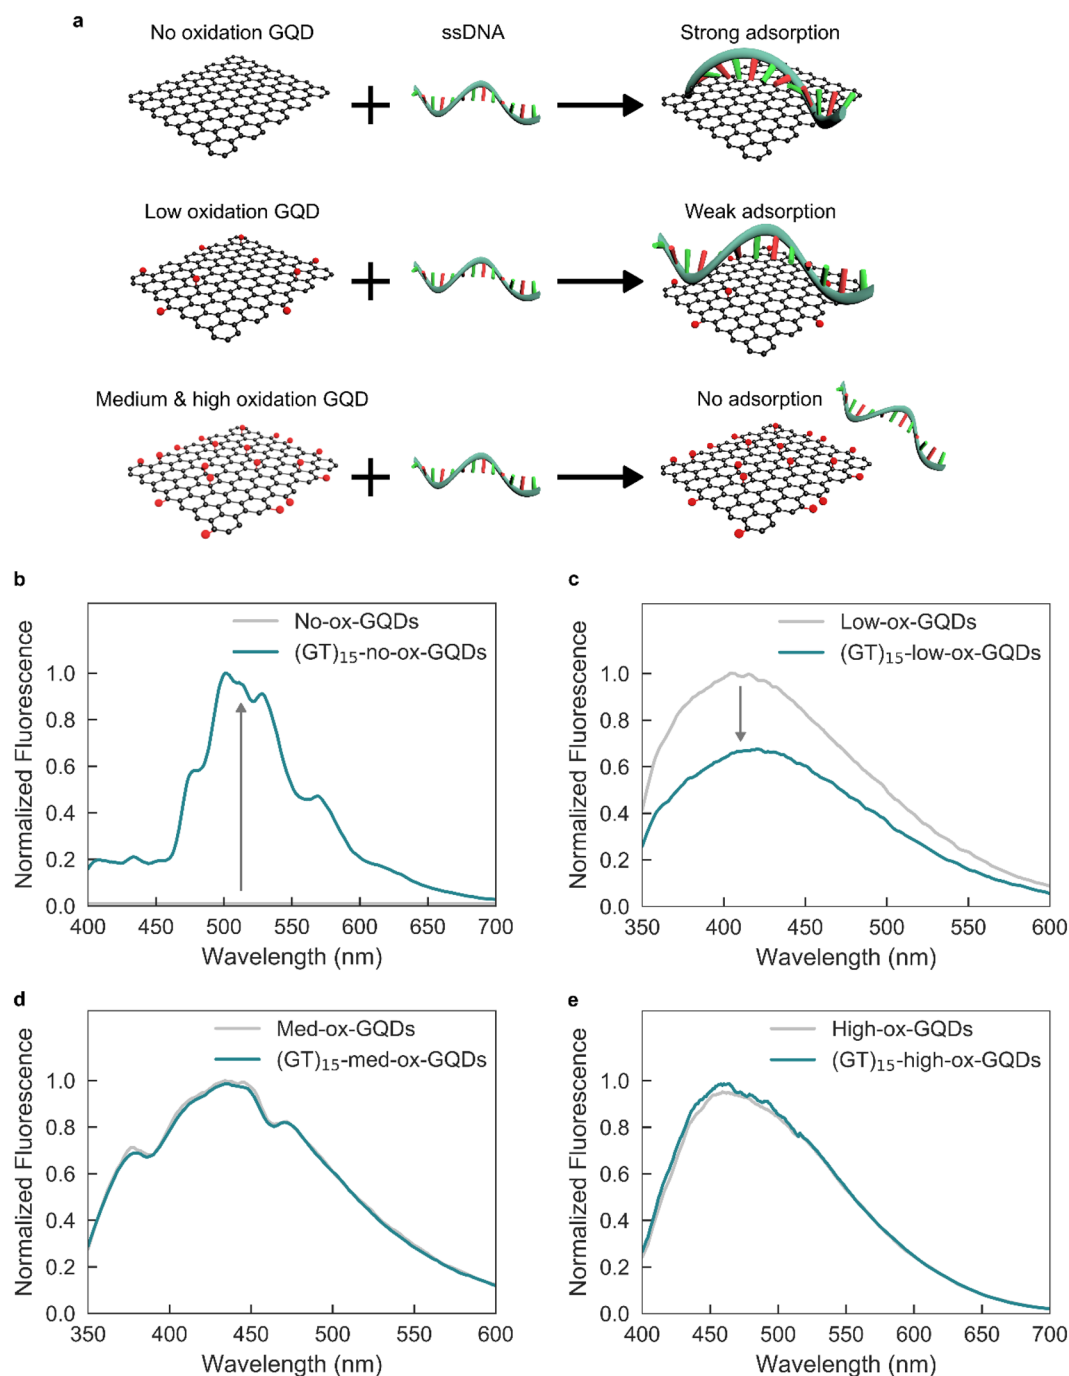 a
No oxidation GQD ssDNA Strong adsorption
Low oxidation GQD Weak adsorption
Medium & high oxidation GQD No adsorption
b
No-ox-GQDs
(GT)₁₅-no-ox-GQDs
Normalized Fluorescence
1.0
0.8
0.6
0.4
0.2
0.0
400 450 500 550 600 650 700
Wavelength (nm)
c
Low-ox-GQDs
(GT)₁₅-low-ox-GQDs
Normalized Fluorescence
1.0
0.8
0.6
0.4
0.2
0.0
350 400 450 500 550 600
Wavelength (nm)
d
Med-ox-GQDs
(GT)₁₅-med-ox-GQDs
Normalized Fluorescence
1.0
0.8
0.6
0.4
0.2
0.0
350 400 450 500 550 600
Wavelength (nm)
e
High-ox-GQDs
(GT)₁₅-high-ox-GQDs
Normalized Fluorescence
1.0
0.8
0.6
0.4
0.2
0.0
400 450 500 550 600 650 700
Wavelength (nm)